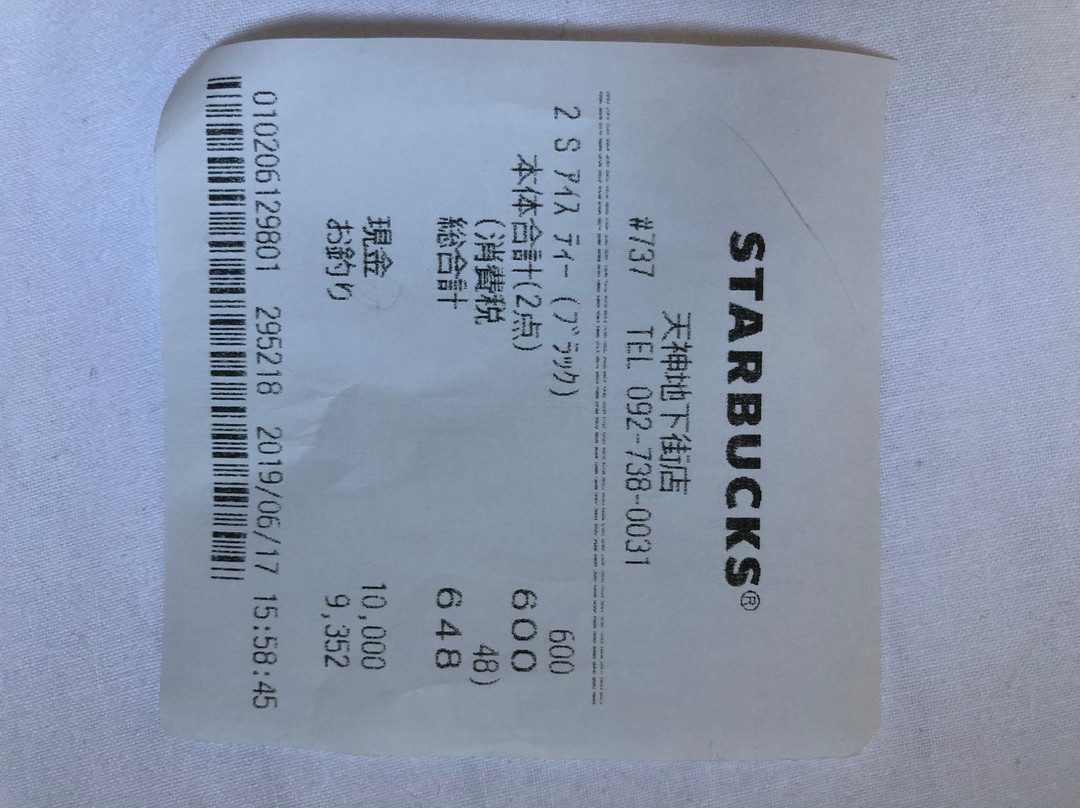 STARBUCKS®
天神地下街店
#737 TEL 092-738-0031
2 S アイス ティー (ブラック) 600
本体合計(2点) 600
(消費税 48)
総合計 648
現金 10,000
お釣り 9,352
010206129801 295218 2019/06/17 15:58:45